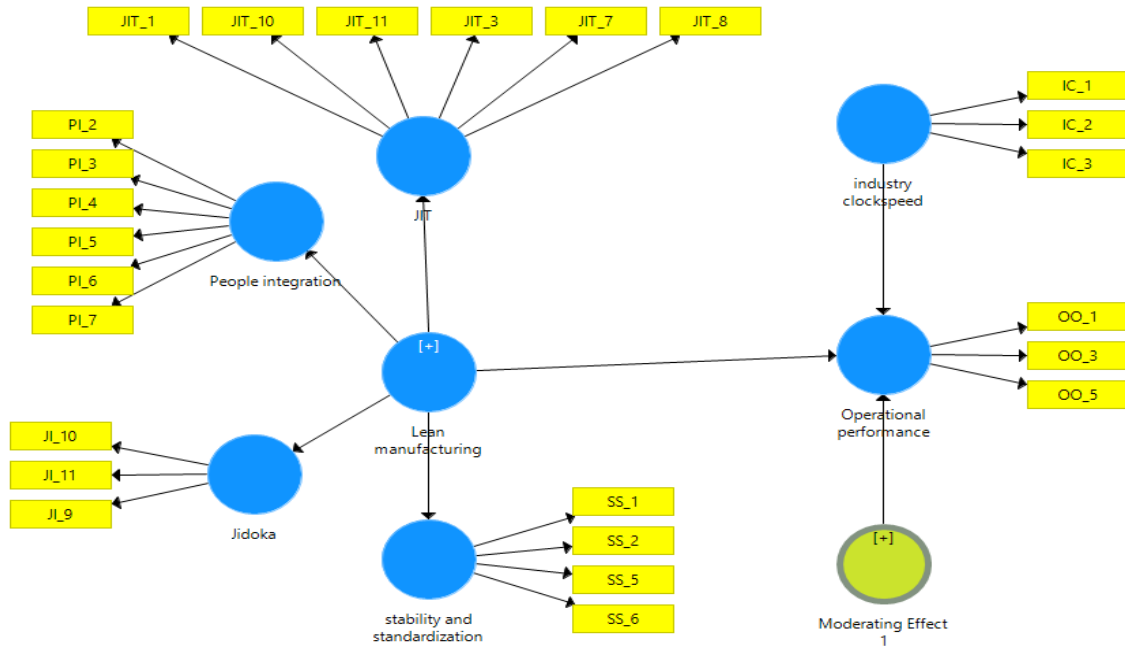 JIT_1
JIT_10
JIT_11
JIT_3
JIT_7
JIT_8
JIT
PI_2
PI_3
PI_4
PI_5
PI_6
PI_7
People integration
IC_1
IC_2
IC_3
industry
clockspeed
[+]
Lean
manufacturing
OO_1
OO_3
OO_5
Operational
performance
JI_10
JI_11
JI_9
Jidoka
SS_1
SS_2
SS_5
SS_6
stability and
standardization
[+]
Moderating Effect
1